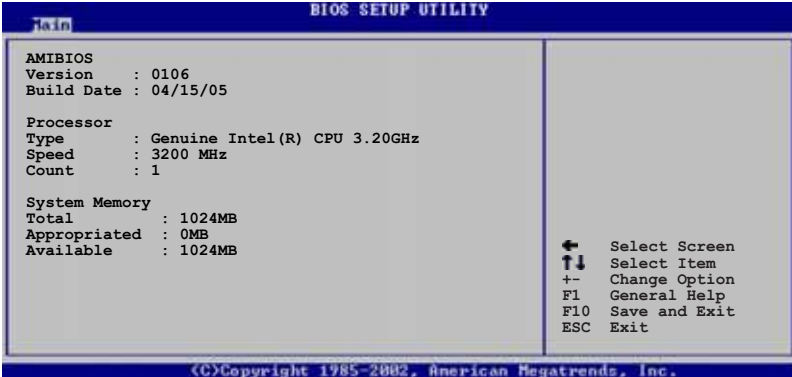 BIOS SETUP UTILITY
Main
AMIBIOS
Version : 0106
Build Date : 04/15/05
Processor
Type : Genuine Intel(R) CPU 3.20GHz
Speed : 3200 MHz
Count : 1
System Memory
Total : 1024MB
Appropriated : 0MB
Available : 1024MB
← Select Screen
↑↓ Select Item
+- Change Option
F1 General Help
F10 Save and Exit
ESC Exit
(C)Copyright 1985-2002, American Megatrends, Inc.